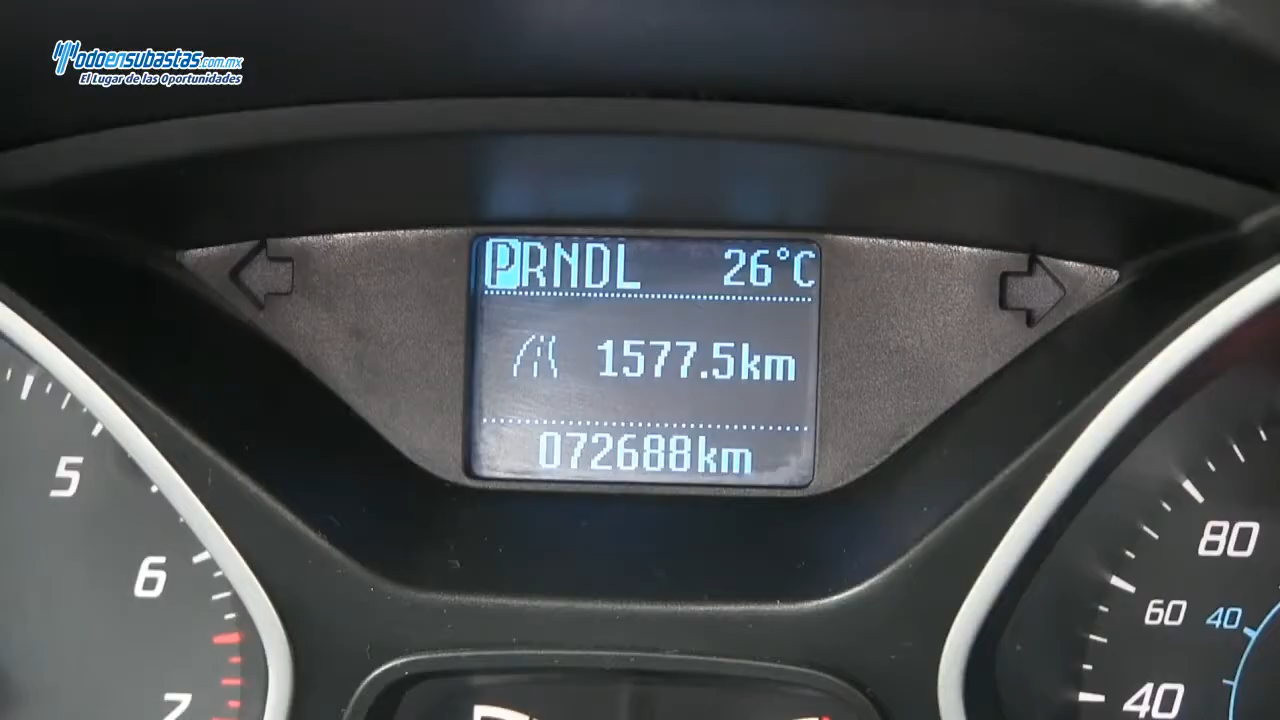 Todoensubastas.com.mx
El Lugar de las Oportunidades
PRNDL 26°C
1577.5km
072688km
5
6
7
80
60
40
40